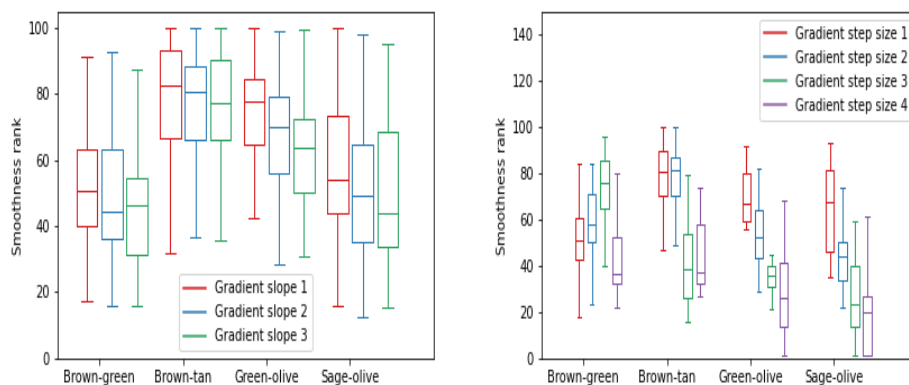 100
80
60
40
20
0
Smoothness rank
Gradient slope 1
Gradient slope 2
Gradient slope 3
Brown-green Brown-tan Green-olive Sage-olive
140
120
100
80
60
40
20
0
Smoothness rank
Gradient step size 1
Gradient step size 2
Gradient step size 3
Gradient step size 4
Brown-green Brown-tan Green-olive Sage-olive